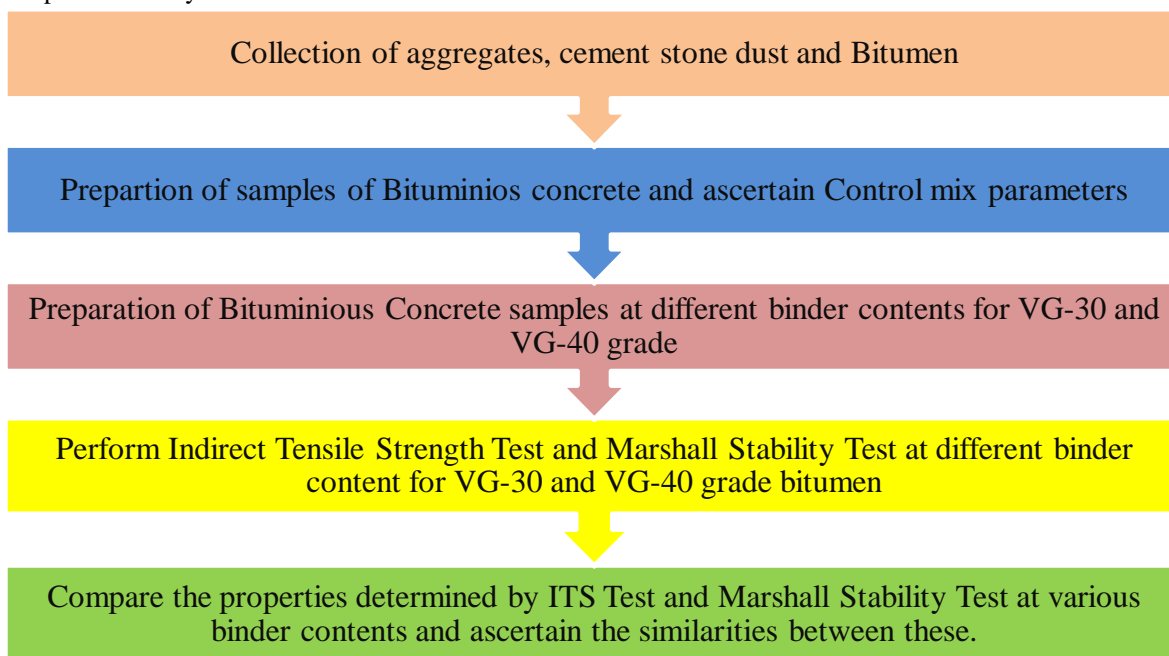 Collection of aggregates, cement stone dust and Bitumen
Prepartion of samples of Bituminios concrete and ascertain Control mix parameters
Preparation of Bituminious Concrete samples at different binder contents for VG-30 and
VG-40 grade
Perform Indirect Tensile Strength Test and Marshall Stability Test at different binder
content for VG-30 and VG-40 grade bitumen
Compare the properties determined by ITS Test and Marshall Stability Test at various
binder contents and ascertain the similarities between these.